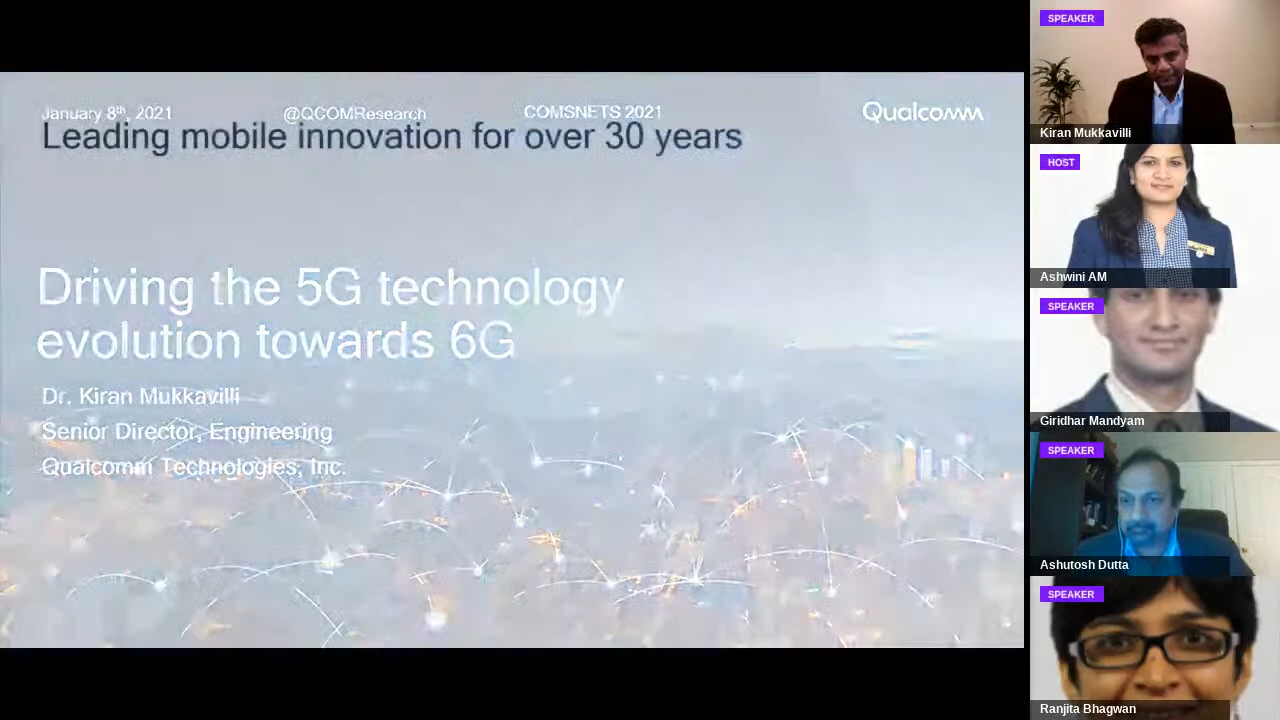 January 8th, 2021
@QCOMResearch
COMSNETS 2021
Qualcomm
Leading mobile innovation for over 30 years
Driving the 5G technology
evolution towards 6G
Dr. Kiran Mukkavilli
Senior Director, Engineering
Qualcomm Technologies, Inc.
SPEAKER
Kiran Mukkavilli
HOST
Ashwini AM
SPEAKER
Giridhar Mandyam
SPEAKER
Ashutosh Dutta
SPEAKER
Ranjita Bhagwan